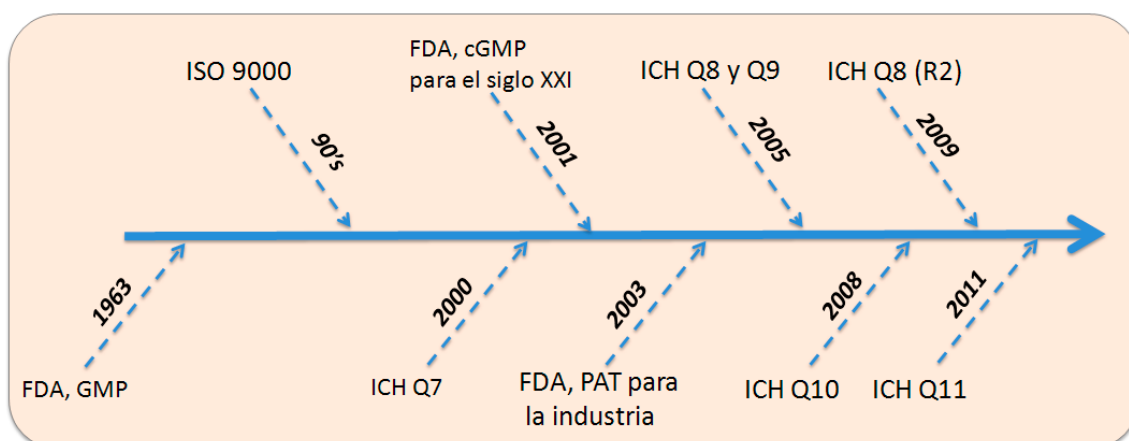 ISO 9000
FDA, cGMP
para el siglo XXI
ICH Q8 y Q9
ICH Q8 (R2)
90's
2001
2005
2009
1963
2000
2003
2008
2011
FDA, GMP
ICH Q7
FDA, PAT para
la industria
ICH Q10
ICH Q11